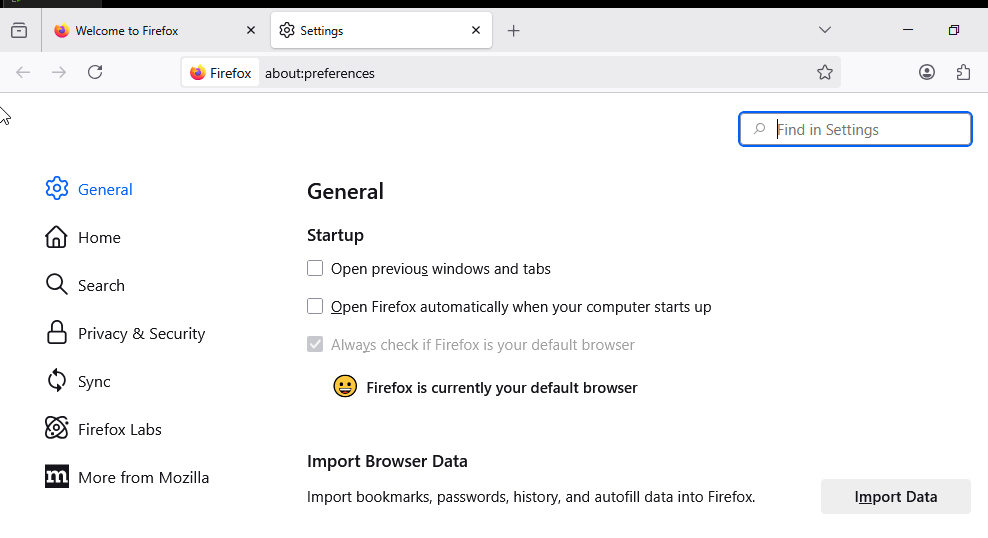 Welcome to Firefox
Settings
Firefox
about:preferences
Find in Settings
General
Home
Search
Privacy & Security
Sync
Firefox Labs
m More from Mozilla
General
Startup
Open previous windows and tabs
Open Firefox automatically when your computer starts up
Always check if Firefox is your default browser
Firefox is currently your default browser
Import Browser Data
Import bookmarks, passwords, history, and autofill data into Firefox.
Import Data